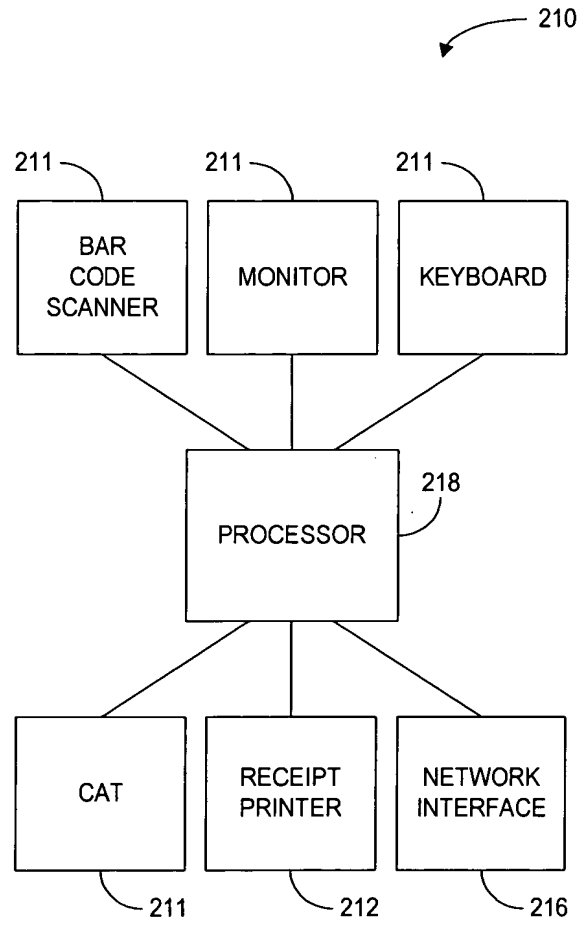 210
211
211
211
BAR
CODE
SCANNER
MONITOR
KEYBOARD
PROCESSOR
218
CAT
RECEIPT
PRINTER
NETWORK
INTERFACE
211
212
216